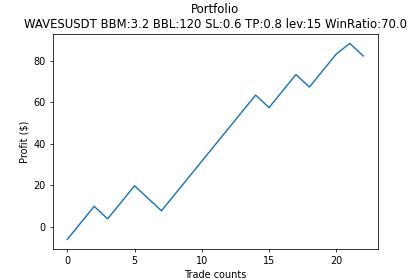 Portfolio
WAVESUSDT BBM:3.2 BBL:120 SL:0.6 TP:0.8 lev:15 WinRatio:70.0
Profit ($)
80
60
40
20
0
0 5 10 15 20
Trade counts